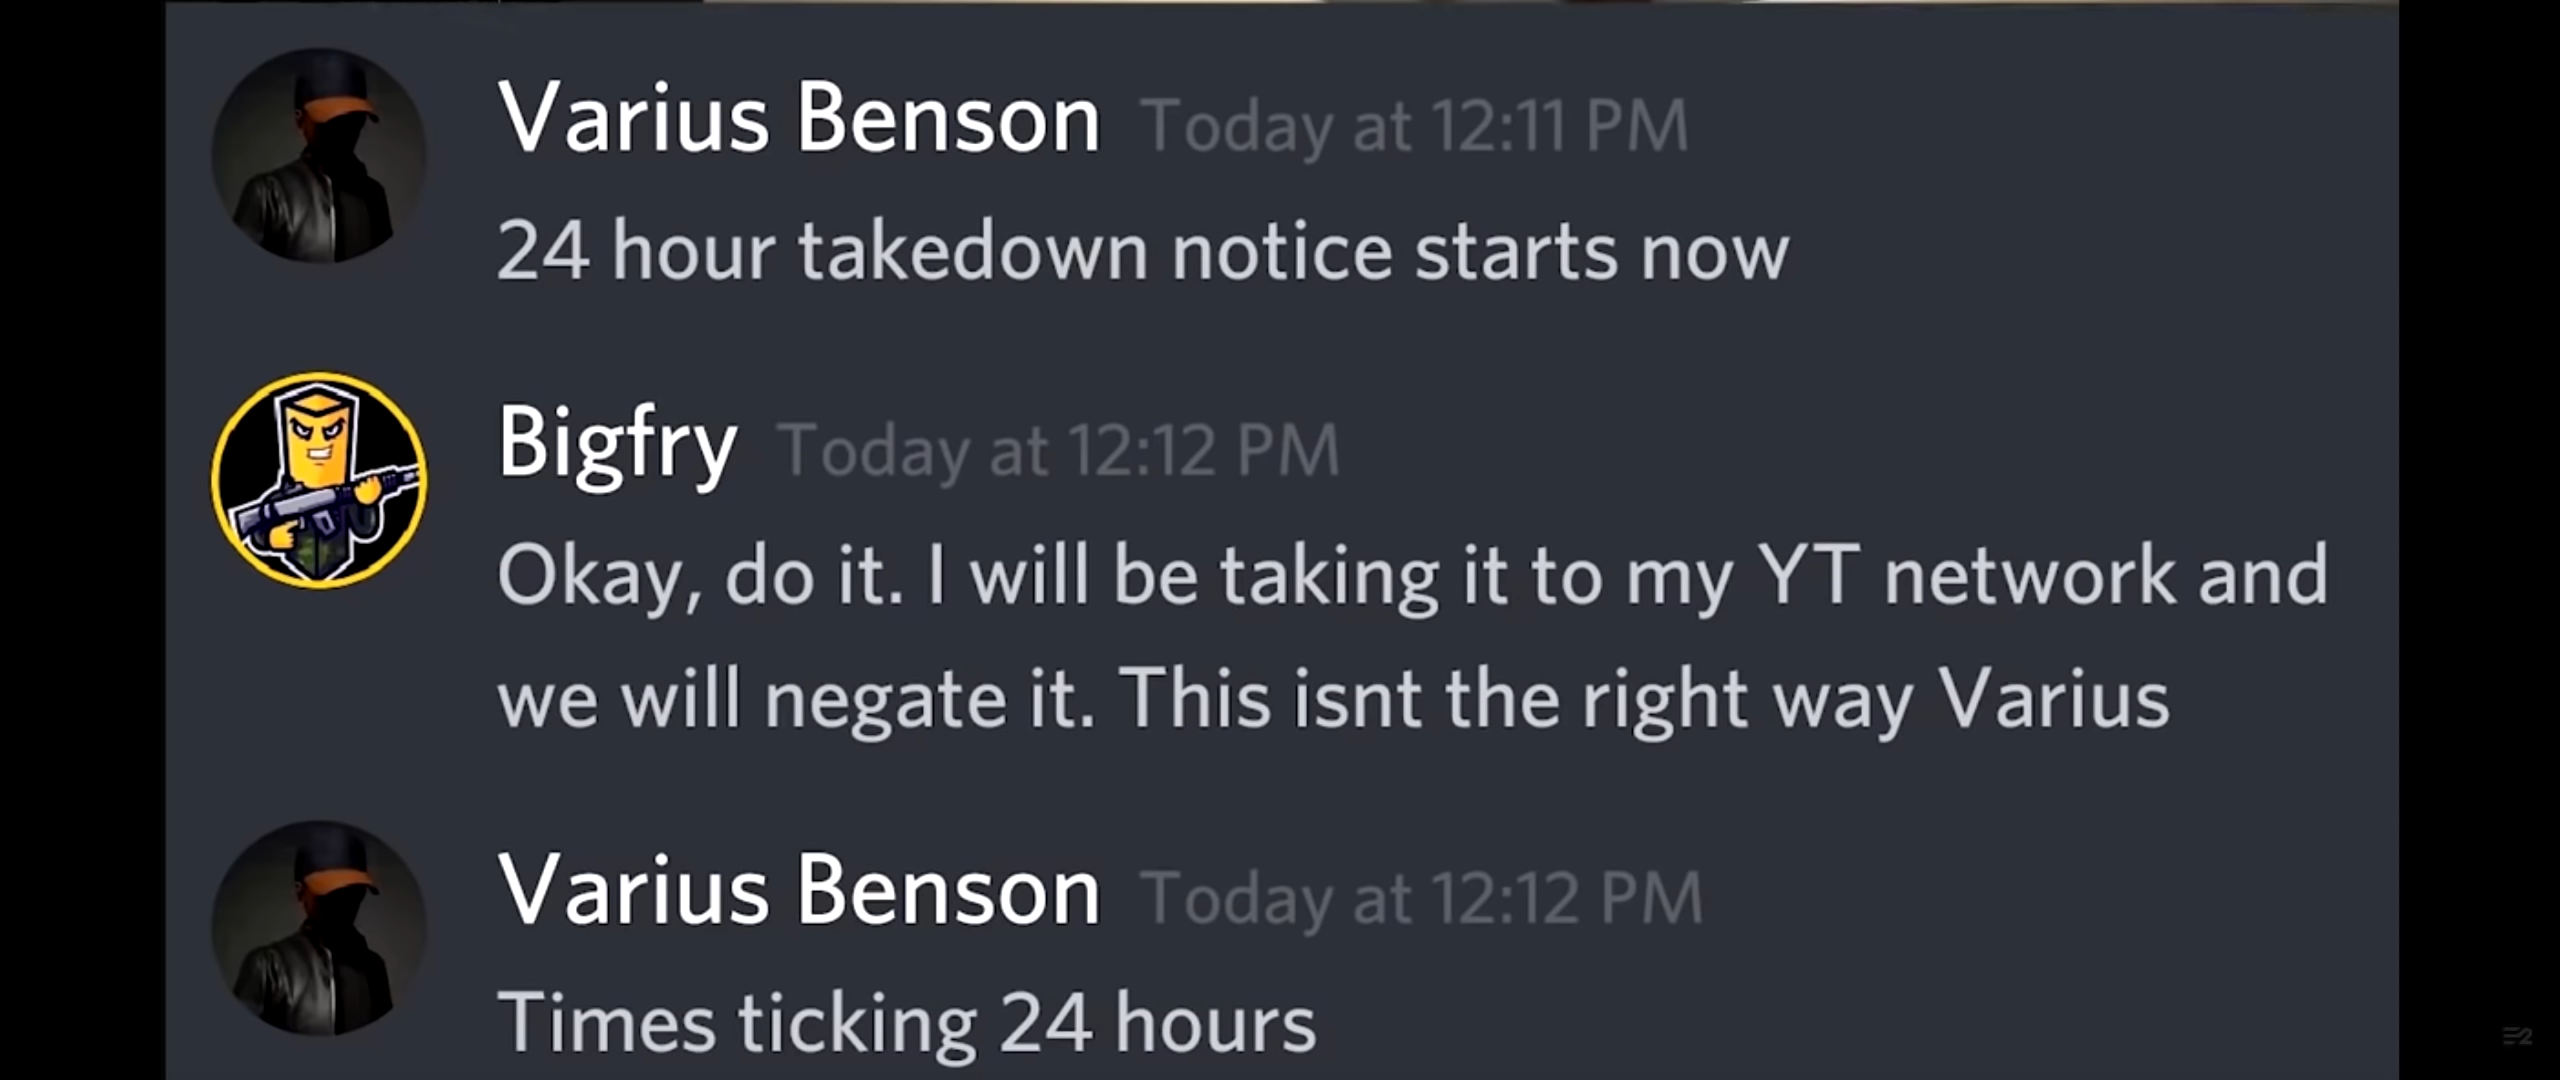 Varius Benson Today at 12:11 PM
24 hour takedown notice starts now
Bigfry Today at 12:12 PM
Okay, do it. I will be taking it to my YT network and
we will negate it. This isnt the right way Varius
Varius Benson Today at 12:12 PM
Times ticking 24 hours